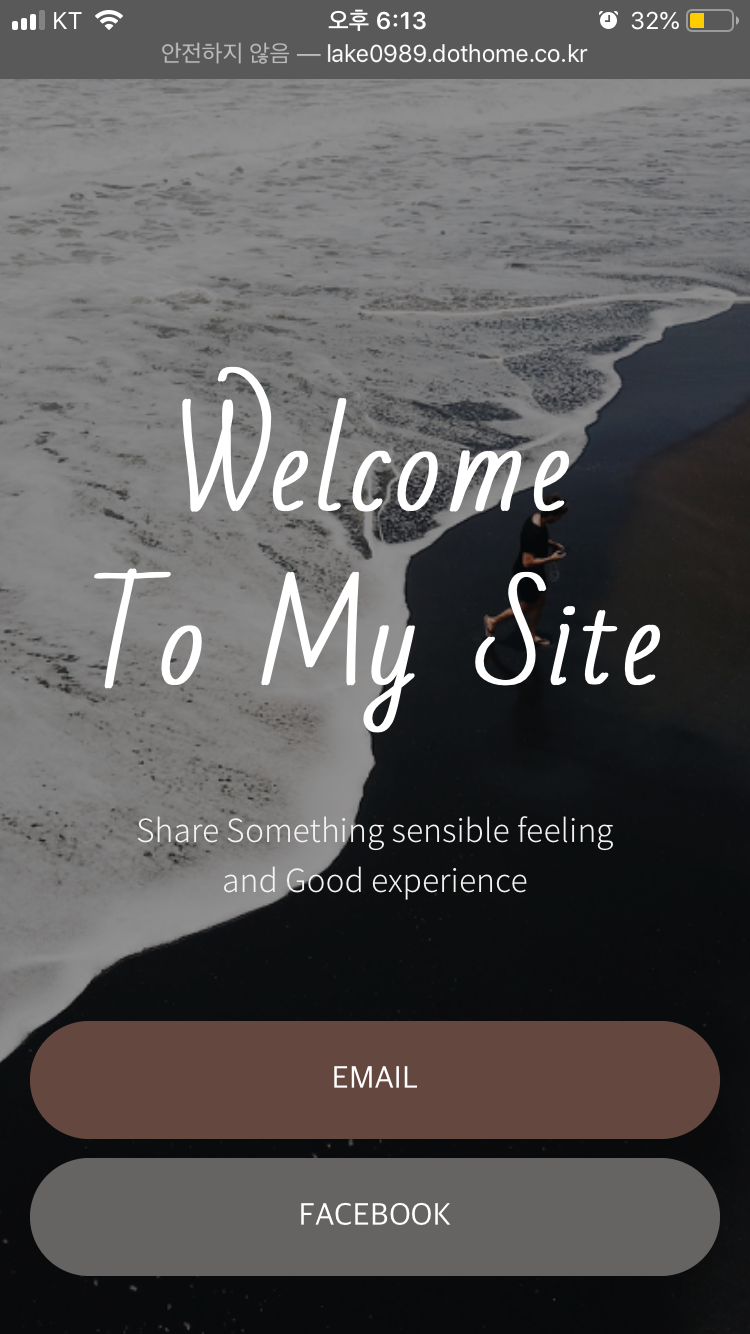 KT 오후 6:13 32%
안전하지 않음 — lake0989.dothome.co.kr
Welcome
To My Site
Share Something sensible feeling
and Good experience
EMAIL
FACEBOOK